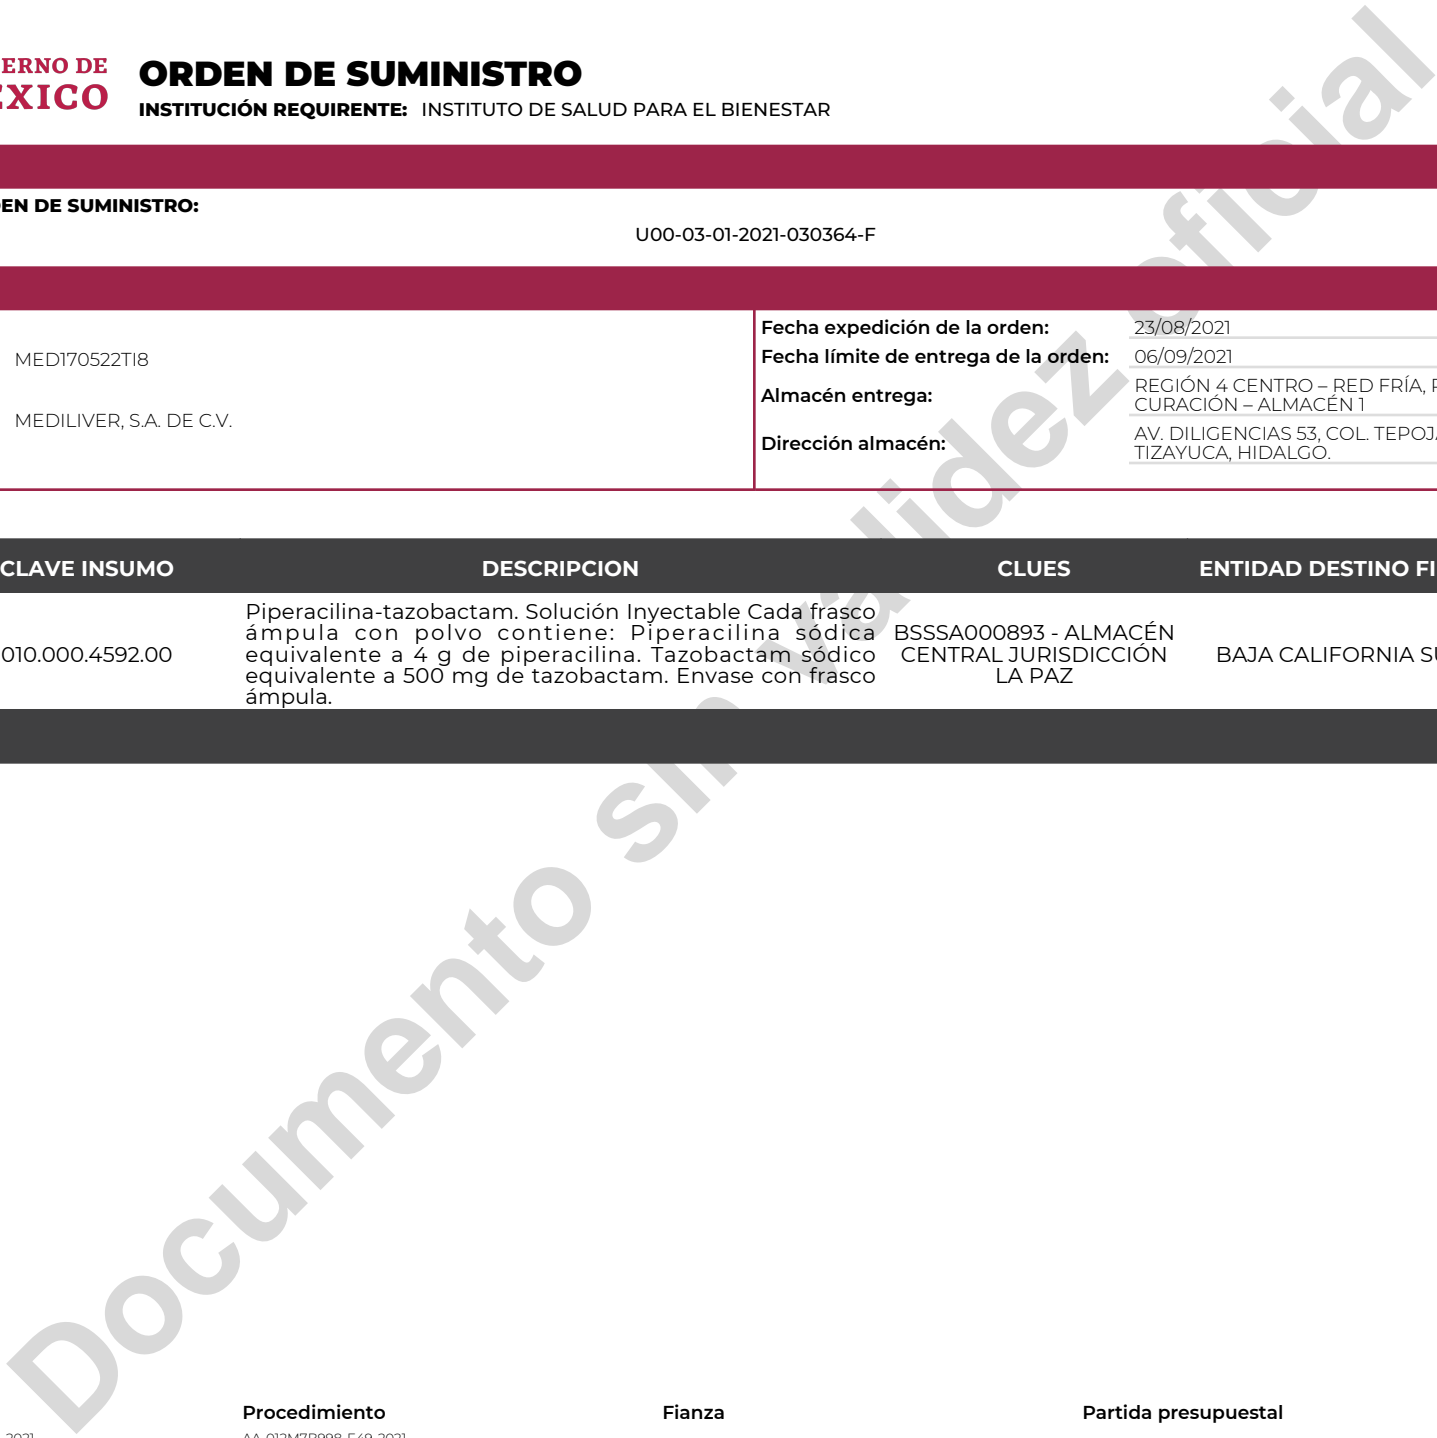 ERNO DE
EXICO
ORDEN DE SUMINISTRO
INSTITUCIÓN REQUIRENTE: INSTITUTO DE SALUD PARA EL BIENESTAR
EN DE SUMINISTRO:
U00-03-01-2021-030364-F
MED170522TI8
MEDILIVER, S.A. DE C.V.
Fecha expedición de la orden: 23/08/2021
Fecha límite de entrega de la orden: 06/09/2021
Almacén entrega: REGIÓN 4 CENTRO – RED FRÍA,
CURACIÓN – ALMACÉN 1
Dirección almacén: AV. DILIGENCIAS 53, COL. TEPOJA
TIZAYUCA, HIDALGO.
CLAVE INSUMO DESCRIPCION CLUES ENTIDAD DESTINO FI
010.000.4592.00
Piperacilina-tazobactam. Solución Inyectable Cada frasco
ámpula con polvo contiene: Piperacilina sódica
equivalente a 4 g de piperacilina. Tazobactam sódico
equivalente a 500 mg de tazobactam. Envase con frasco
ámpula.
BSSSA000893 - ALMACÉN
CENTRAL JURISDICCIÓN
LA PAZ
BAJA CALIFORNIA SU
Documento sin validez oficial
Procedimiento Fianza Partida presupuestal